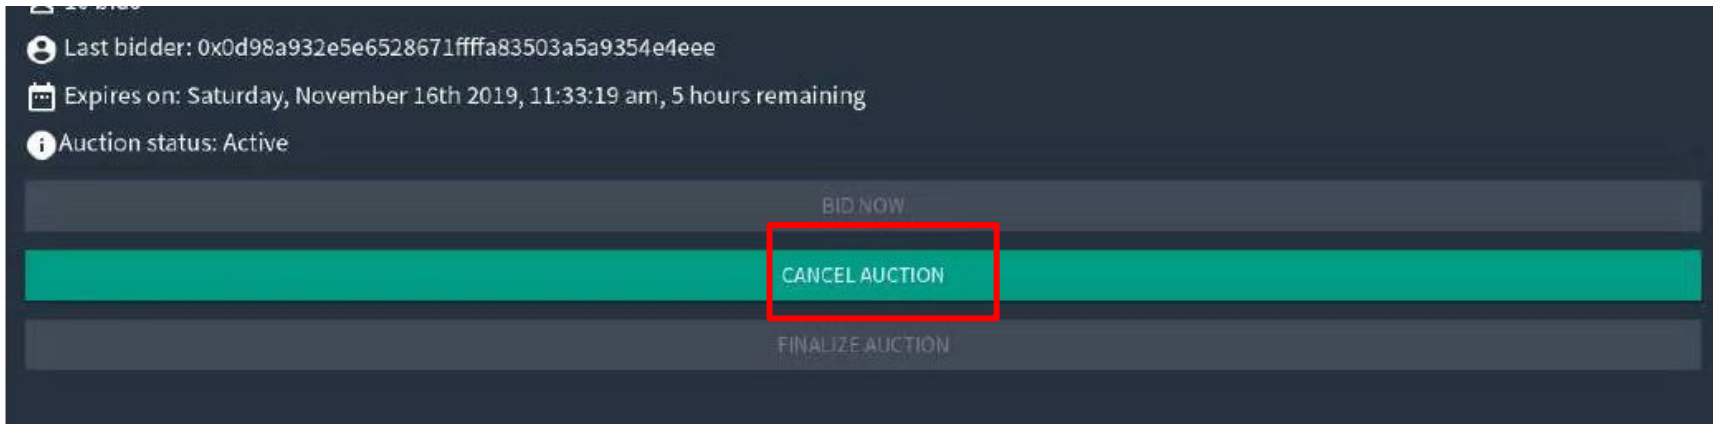 Last bidder: 0x0d98a932e5e6528671ffffa83503a5a9354e4eee
Expires on: Saturday, November 16th 2019, 11:33:19 am, 5 hours remaining
Auction status: Active
BID NOW
CANCEL AUCTION
FINALIZE AUCTION